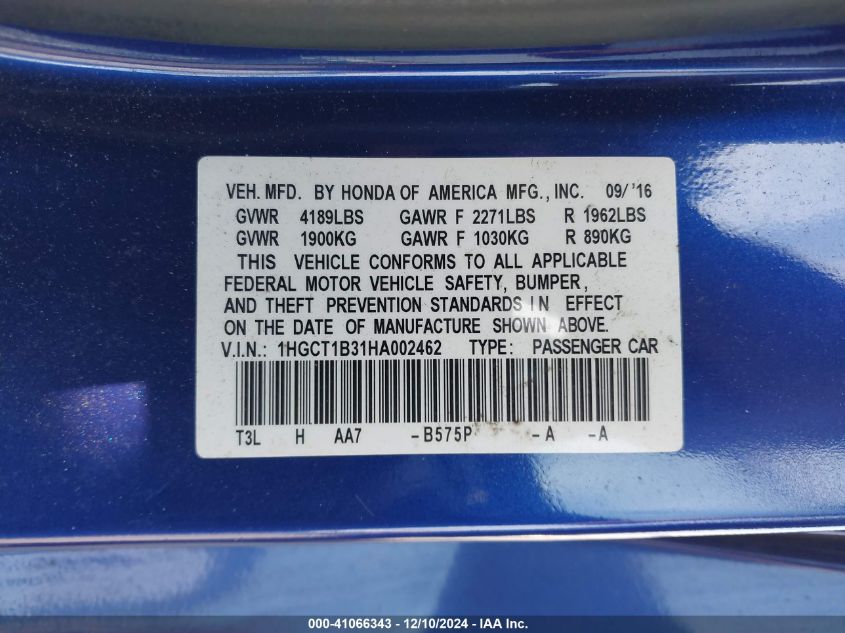 VEH. MFD. BY HONDA OF AMERICA MFG., INC. 09/ '16
GVWR 4189LBS GAWR F 2271LBS R 1962LBS
GVWR 1900KG GAWR F 1030KG R 890KG
THIS VEHICLE CONFORMS TO ALL APPLICABLE
FEDERAL MOTOR VEHICLE SAFETY, BUMPER,
AND THEFT PREVENTION STANDARDS IN EFFECT
ON THE DATE OF MANUFACTURE SHOWN ABOVE.
V.I.N.: 1HGCT1B31HA002462 TYPE: PASSENGER CAR
T3L H AA7 -B575P -A -A
000-41066343 - 12/10/2024 - IAA Inc.